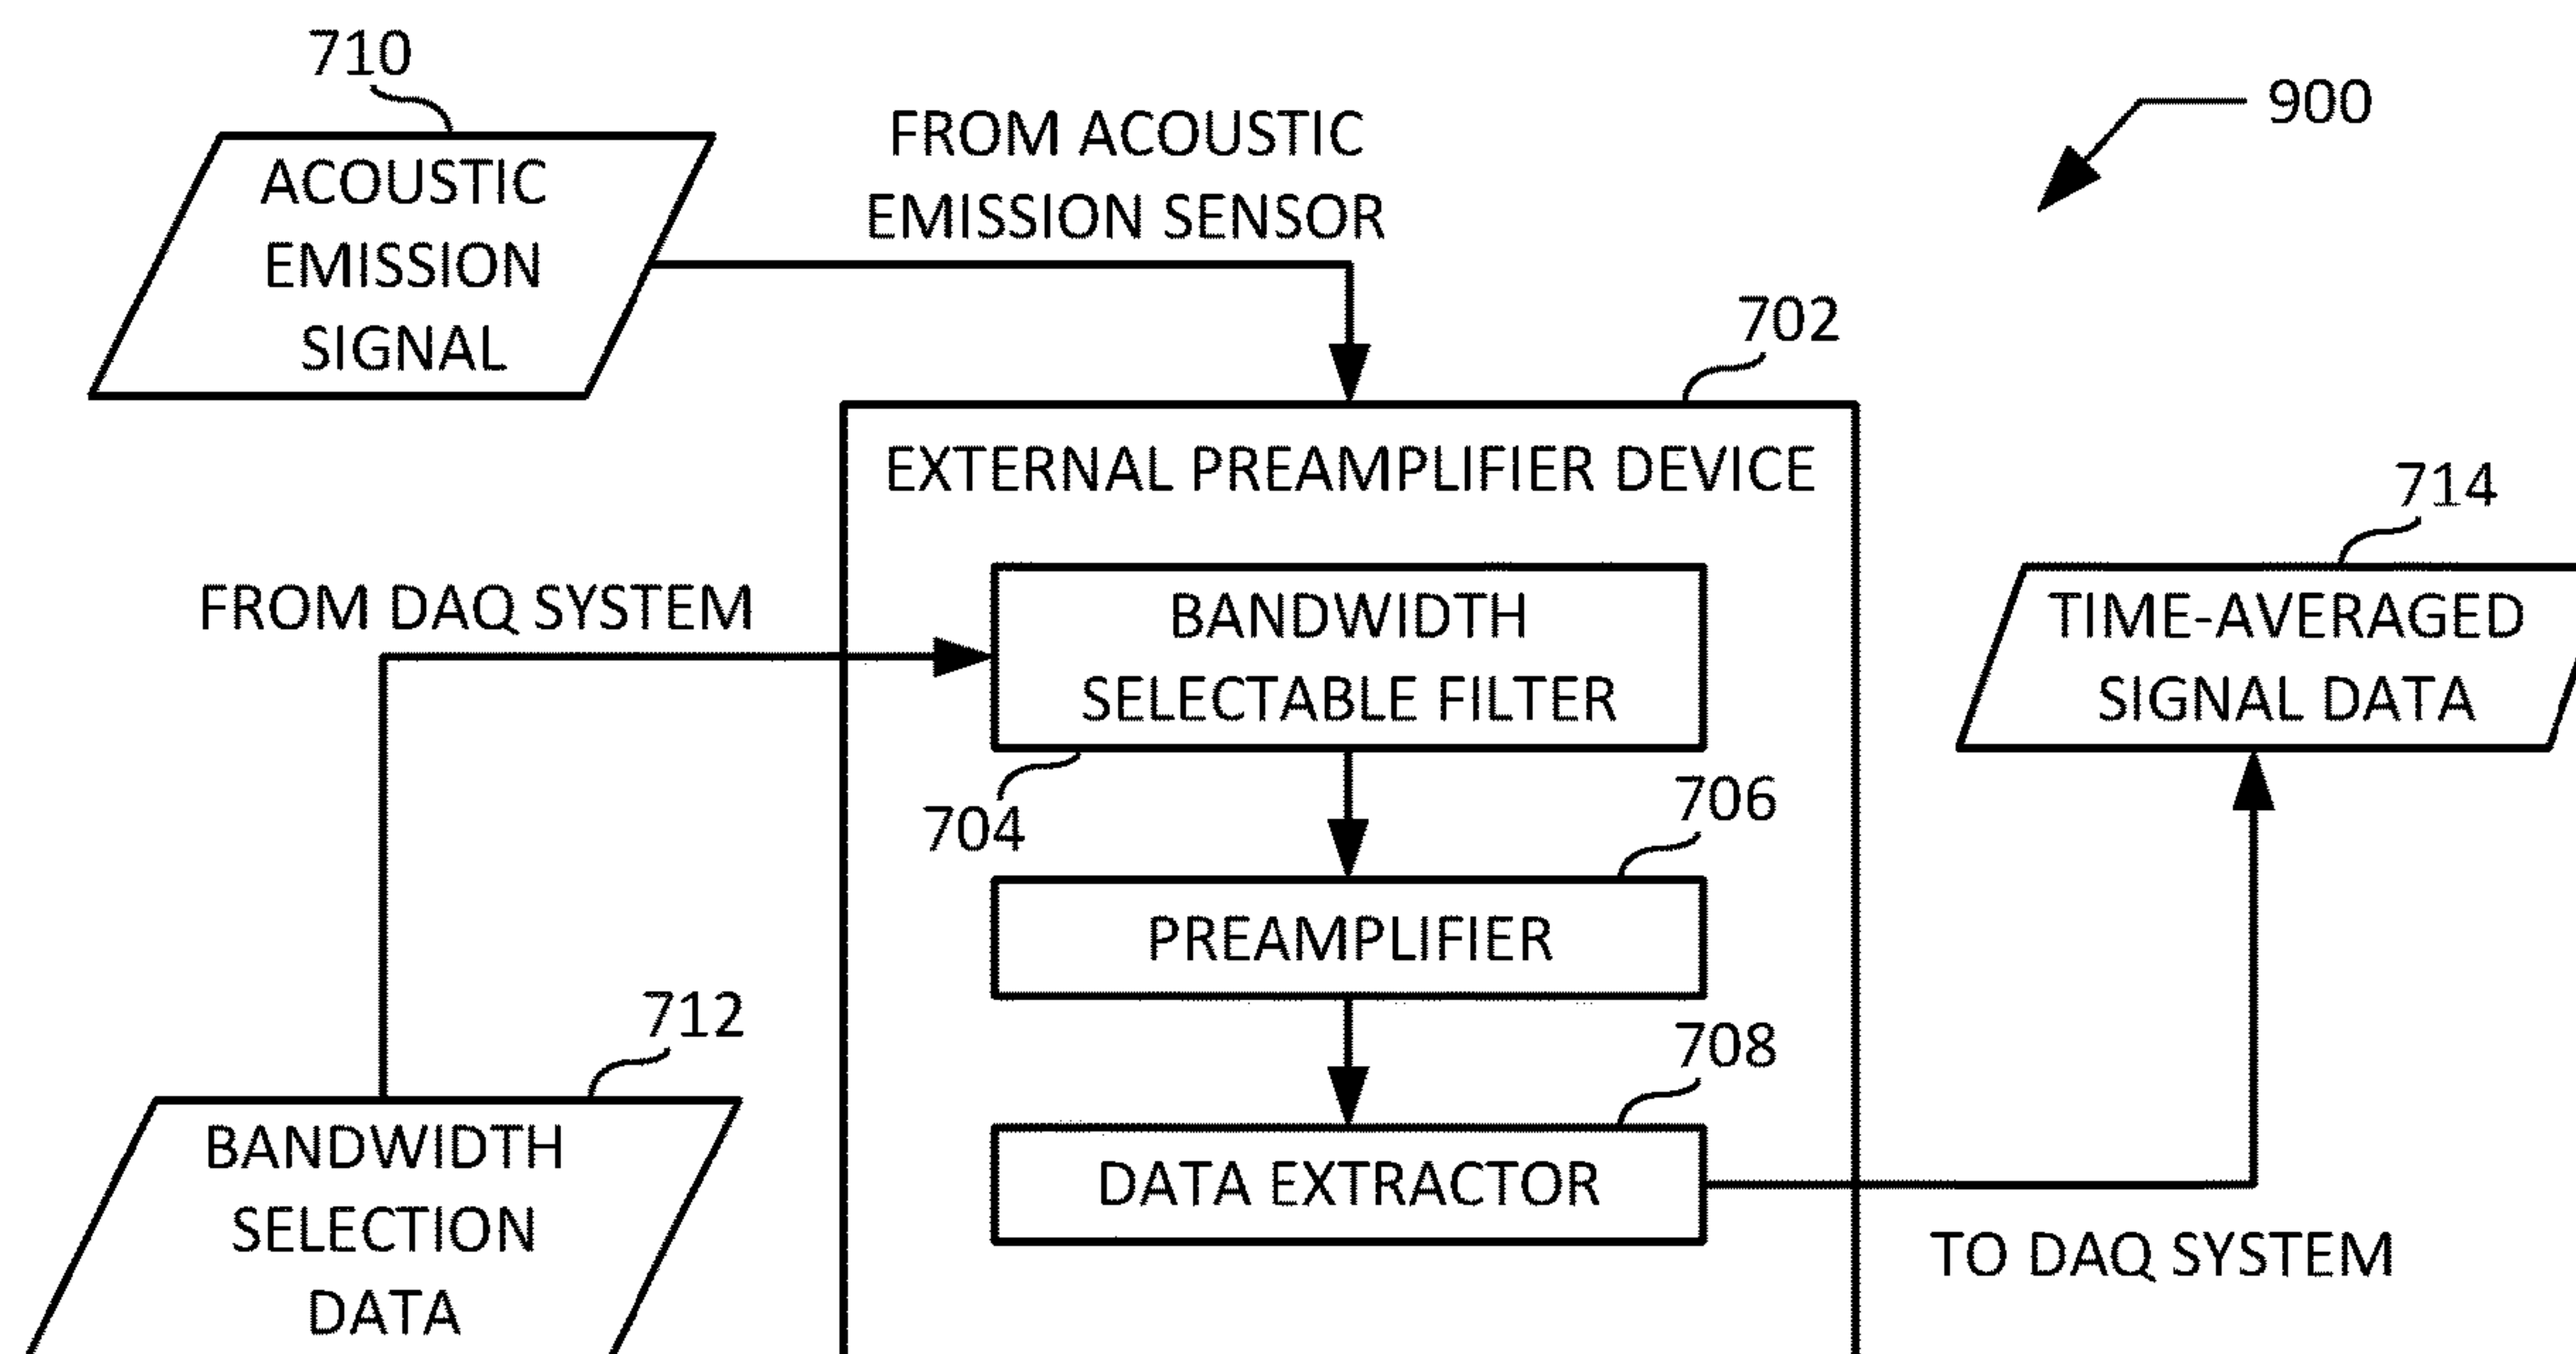 710
ACOUSTIC
EMISSION
SIGNAL
FROM ACOUSTIC
EMISSION SENSOR
900
702
EXTERNAL PREAMPLIFIER DEVICE
714
FROM DAQ SYSTEM
BANDWIDTH
SELECTABLE FILTER
704
TIME-AVERAGED
SIGNAL DATA
706
PREAMPLIFIER
712
708
BANDWIDTH
SELECTION
DATA
DATA EXTRACTOR
TO DAQ SYSTEM